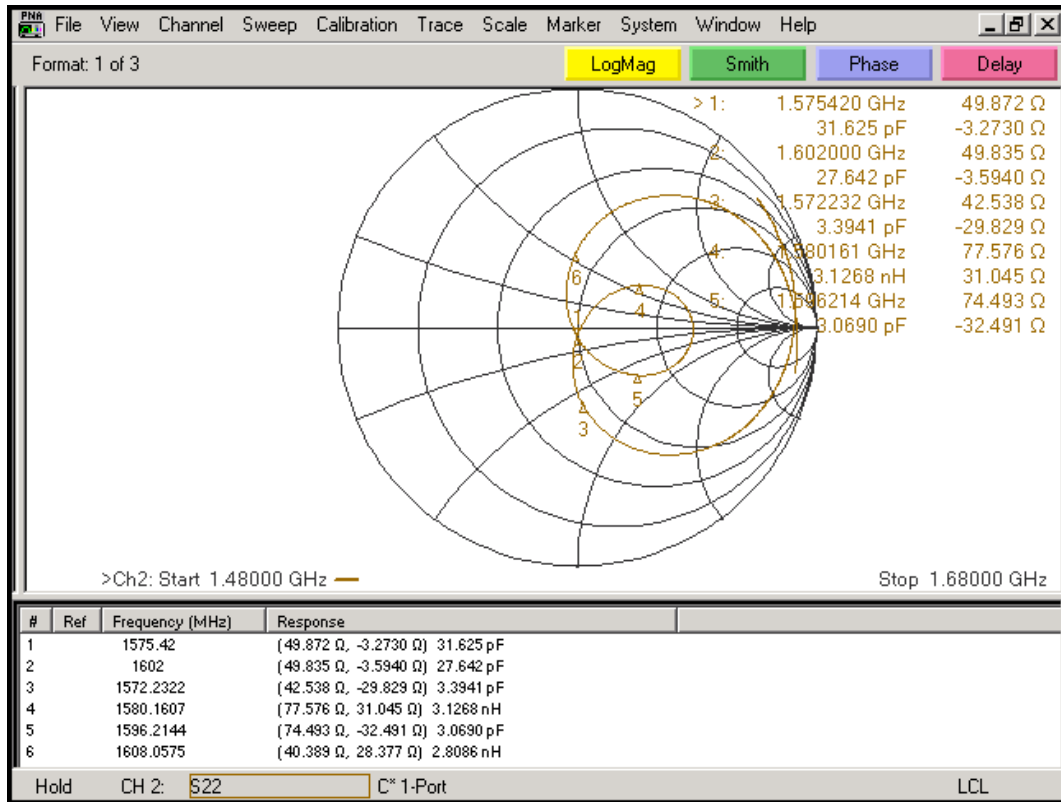 PNA File View Channel Sweep Calibration Trace Scale Marker System Window Help
Format: 1 of 3 LogMag Smith Phase Delay
> 1: 1.575420 GHz 49.872 Ω
31.625 pF -3.2730 Ω
2: 1.602000 GHz 49.835 Ω
27.642 pF -3.5940 Ω
3: 1.572232 GHz 42.538 Ω
3.3941 pF -29.829 Ω
4: 1.580161 GHz 77.576 Ω
3.1268 nH 31.045 Ω
5: 1.596214 GHz 74.493 Ω
3.0690 pF -32.491 Ω
6
4
2
5
3
>Ch2: Start 1.48000 GHz Stop 1.68000 GHz
# Ref Frequency (MHz) Response
1 1575.42 (49.872 Ω, -3.2730 Ω) 31.625 pF
2 1602 (49.835 Ω, -3.5940 Ω) 27.642 pF
3 1572.2322 (42.538 Ω, -29.829 Ω) 3.3941 pF
4 1580.1607 (77.576 Ω, 31.045 Ω) 3.1268 nH
5 1596.2144 (74.493 Ω, -32.491 Ω) 3.0690 pF
6 1608.0575 (40.389 Ω, 28.377 Ω) 2.8086 nH
Hold CH 2: S22 C* 1-Port LCL